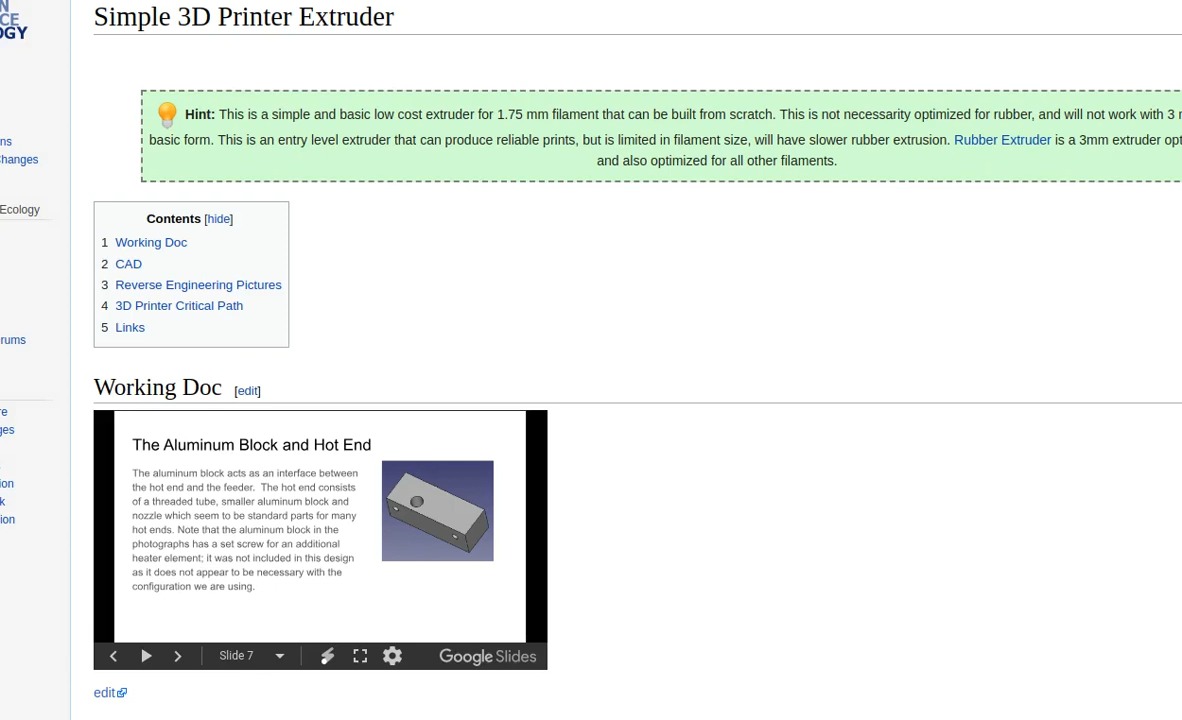 N
CE
OGY
Simple 3D Printer Extruder
Hint: This is a simple and basic low cost extruder for 1.75 mm filament that can be built from scratch. This is not necessarity optimized for rubber, and will not work with 3
basic form. This is an entry level extruder that can produce reliable prints, but is limited in filament size, will have slower rubber extrusion. Rubber Extruder is a 3mm extruder opt
and also optimized for all other filaments.
ns
Changes
Ecology
rums
re
ges
ion
k
ion
Contents [hide]
1 Working Doc
2 CAD
3 Reverse Engineering Pictures
4 3D Printer Critical Path
5 Links
Working Doc [edit]
The Aluminum Block and Hot End
The aluminum block acts as an interface between
the hot end and the feeder. The hot end consists
of a threaded tube, smaller aluminum block and
nozzle which seem to be standard parts for many
hot ends. Note that the aluminum block in the
photographs has a set screw for an additional
heater element; it was not included in this design
as it does not appear to be necessary with the
configuration we are using.
Slide 7
Google Slides
edit